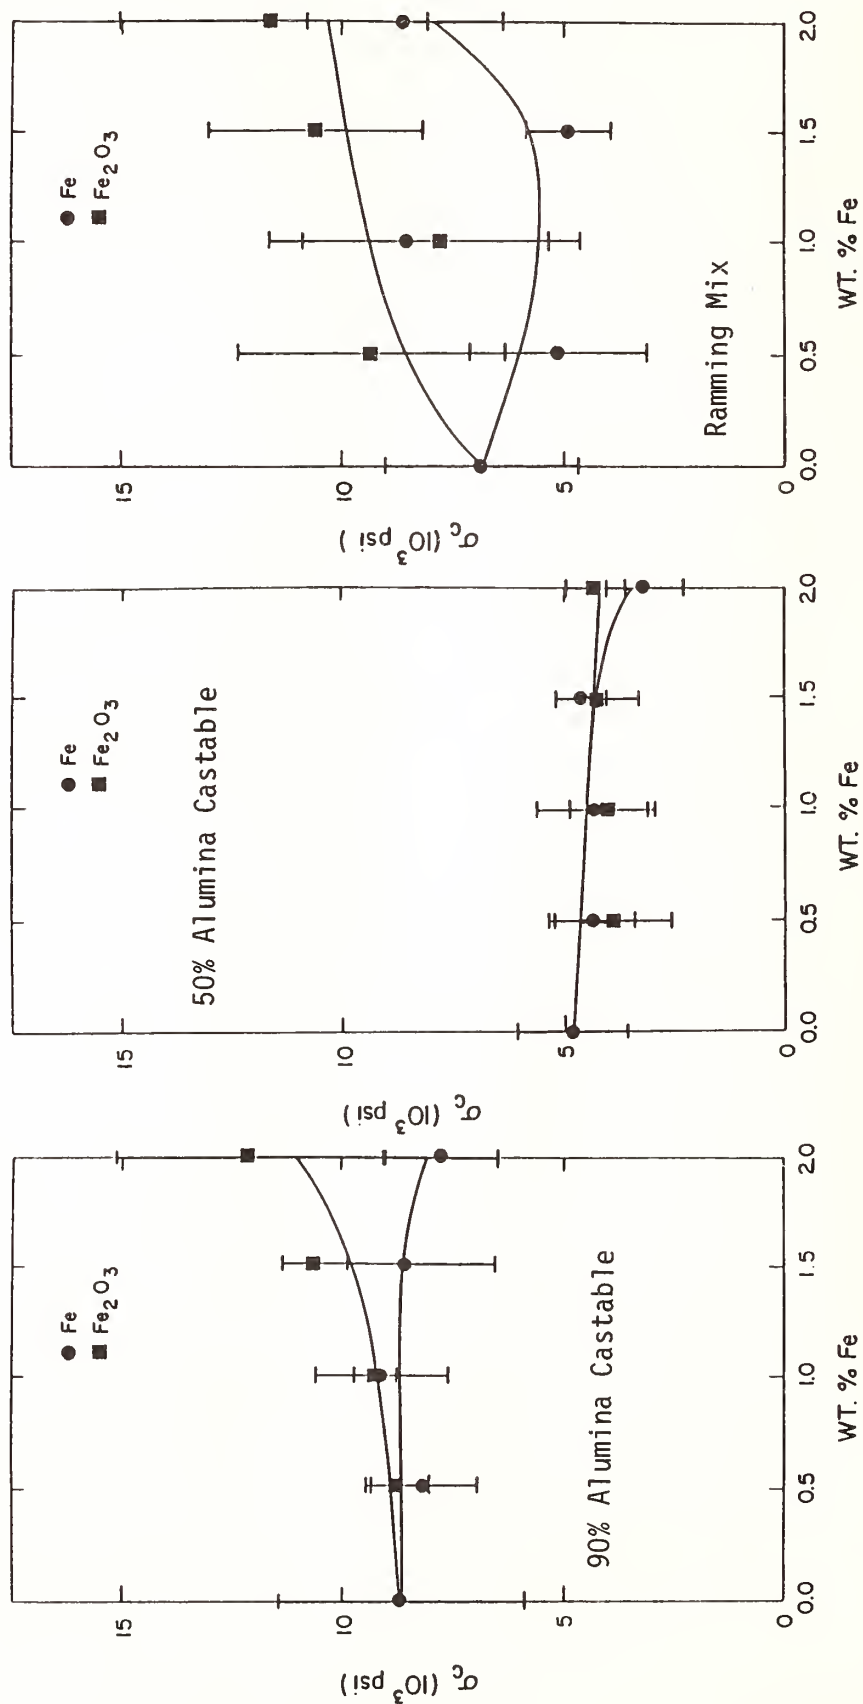 σc (10³ psi)
15
10
5
0
● Fe
■ Fe₂O₃
90% Alumina Castable
0.0 0.5 1.0 1.5 2.0
WT. % Fe
σc (10³ psi)
15
10
5
0
● Fe
■ Fe₂O₃
50% Alumina Castable
0.0 0.5 1.0 1.5 2.0
WT. % Fe
σc (10³ psi)
15
10
5
0
● Fe
■ Fe₂O₃
Ramming Mix
0.0 0.5 1.0 1.5 2.0
WT. % Fe